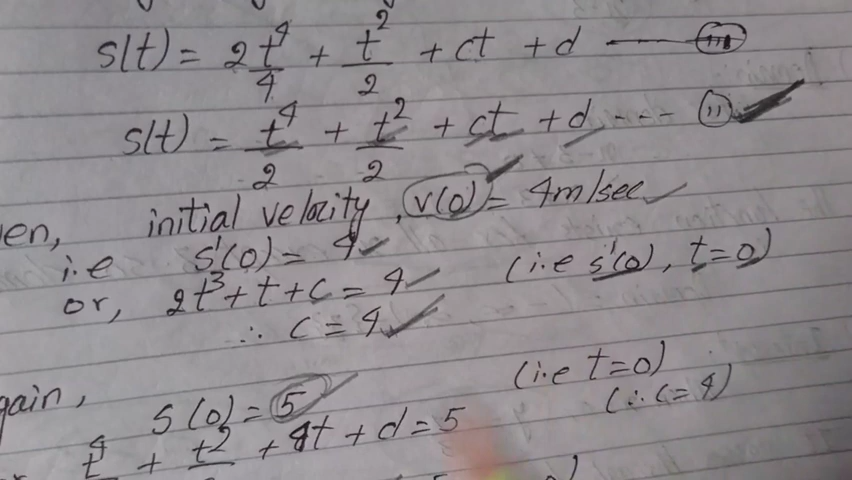 s(t) = 2 t⁴/4 + t²/2 + ct + d —— (iii)
s(t) = t⁴/2 + t²/2 + ct + d --- (ii)
en, initial velocity, v(0) = 4m/sec
i.e s'(0) = 4 (i.e s'(0), t=0)
or, 2t³ + t + c = 4
∴ c = 4
gain, (i.e t=0)
s(0) = 5 (∴ c=4)
t⁴ + t² + 4t + d = 5